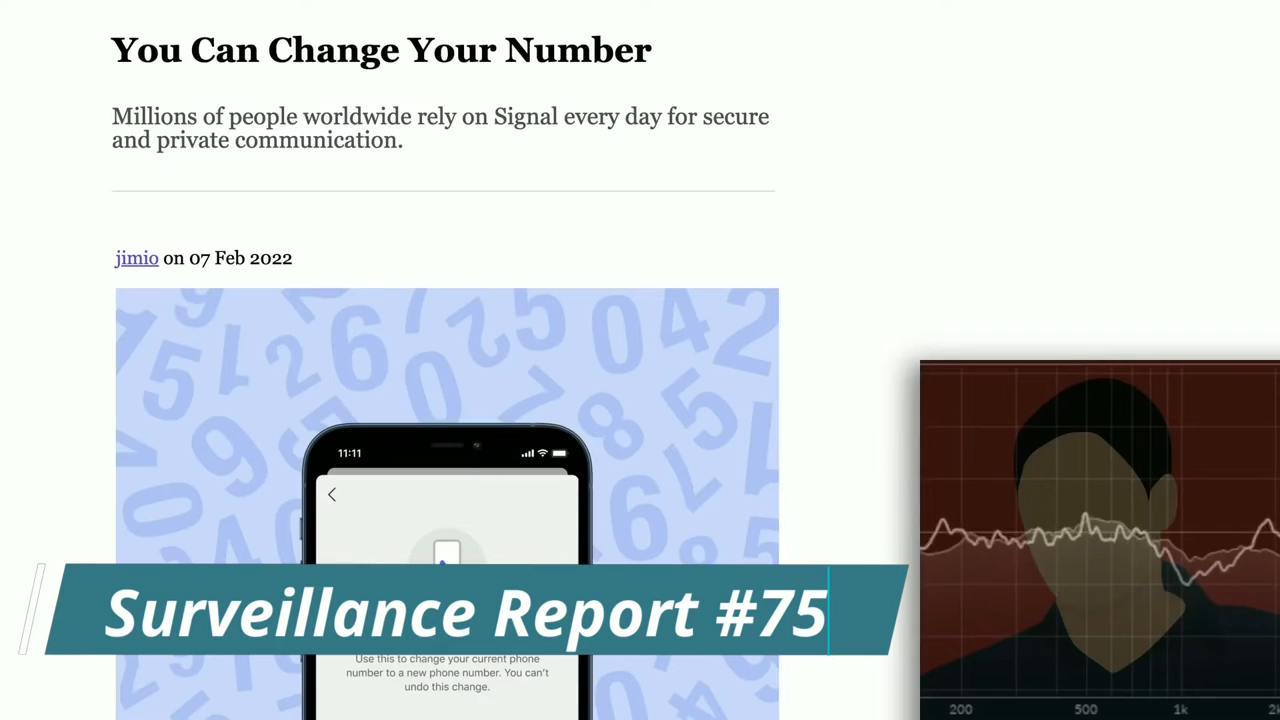 You Can Change Your Number
Millions of people worldwide rely on Signal every day for secure
and private communication.
jimio on 07 Feb 2022
11:11
Surveillance Report #75
Use this to change your current phone
number to a new phone number. You can't
undo this change.
200 500 1k